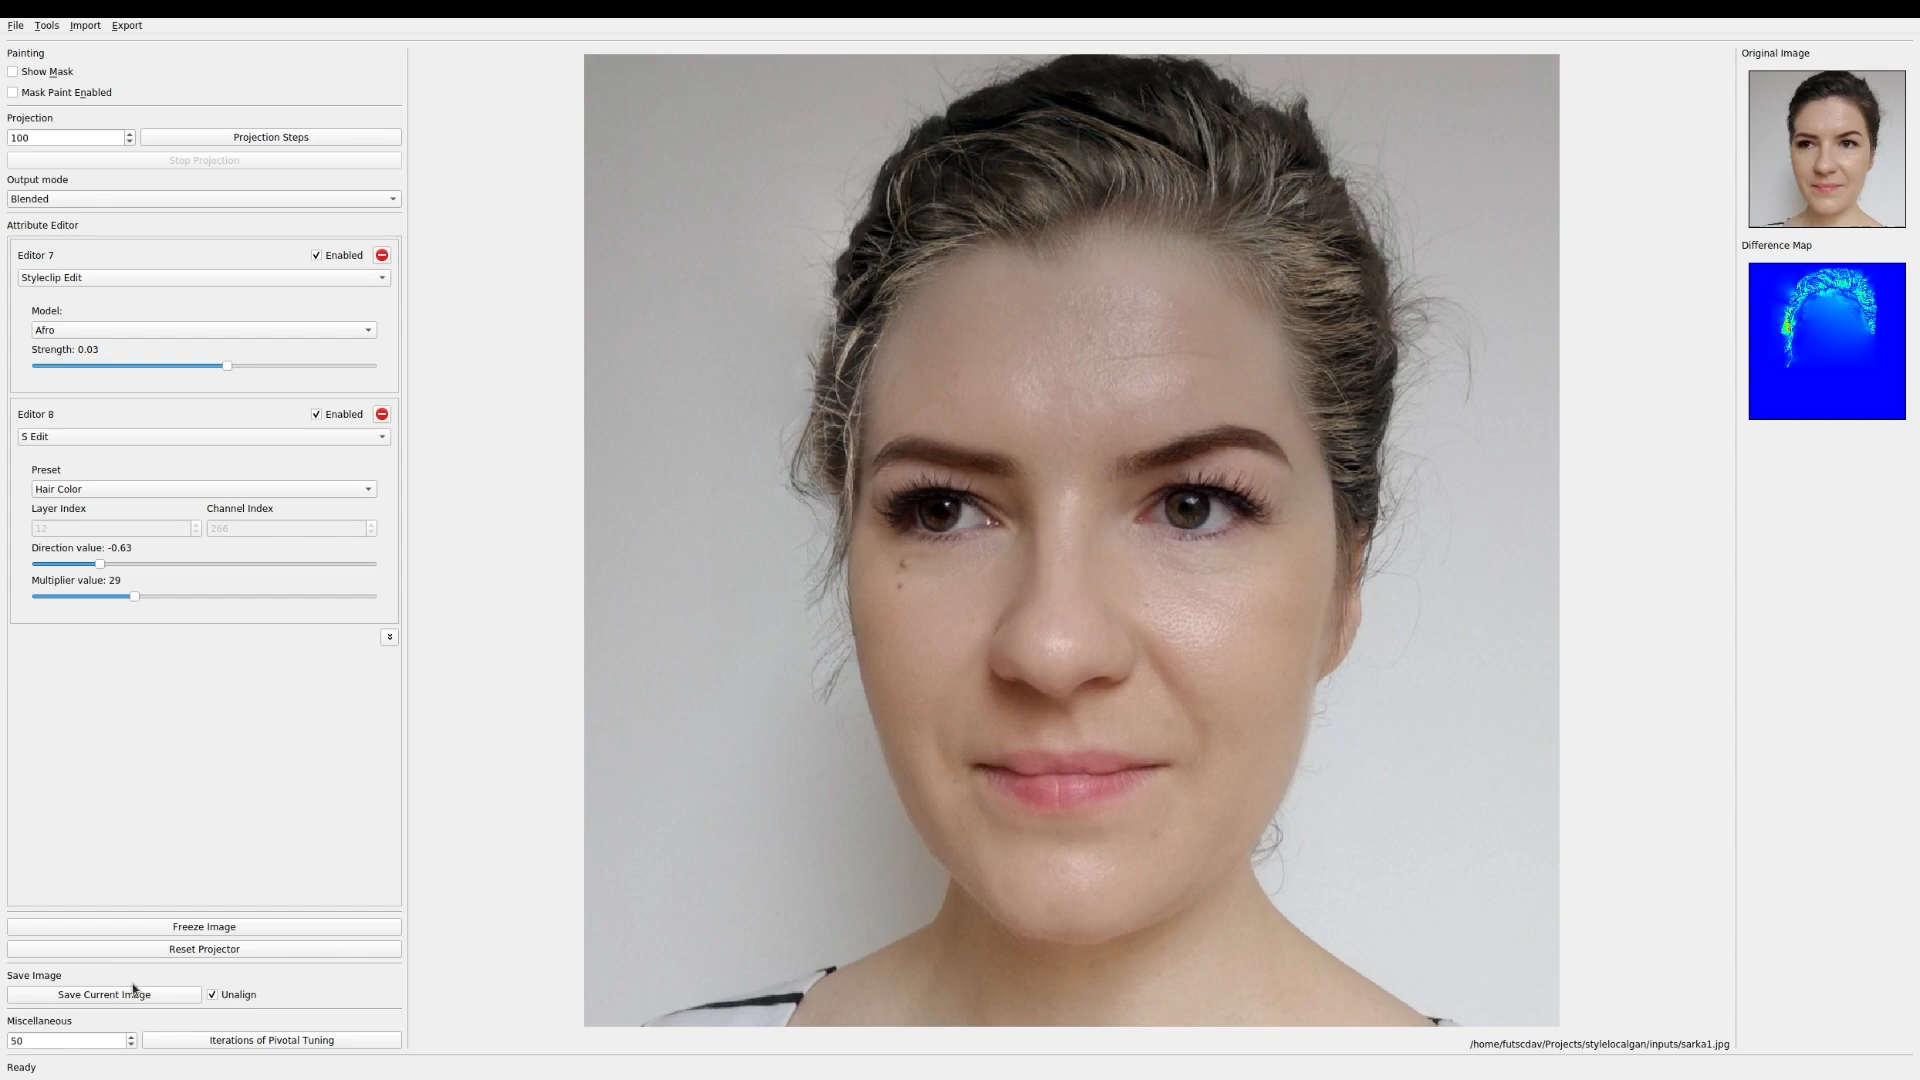 File Tools Import Export
Painting
Show Mask
Mask Paint Enabled
Projection
100 Projection Steps
Stop Projection
Output mode
Blended
Attribute Editor
Editor 7 Enabled
Styleclip Edit
Model:
Afro
Strength: 0.03
Editor 8 Enabled
S Edit
Preset
Hair Color
Layer Index Channel Index
12 266
Direction value: -0.63
Multiplier value: 29
Freeze Image
Reset Projector
Save Image
Save Current Image Unalign
Miscellaneous
50 Iterations of Pivotal Tuning
Ready
/home/futscdav/Projects/stylelocalgan/inputs/sarka1.jpg
Original Image
Difference Map